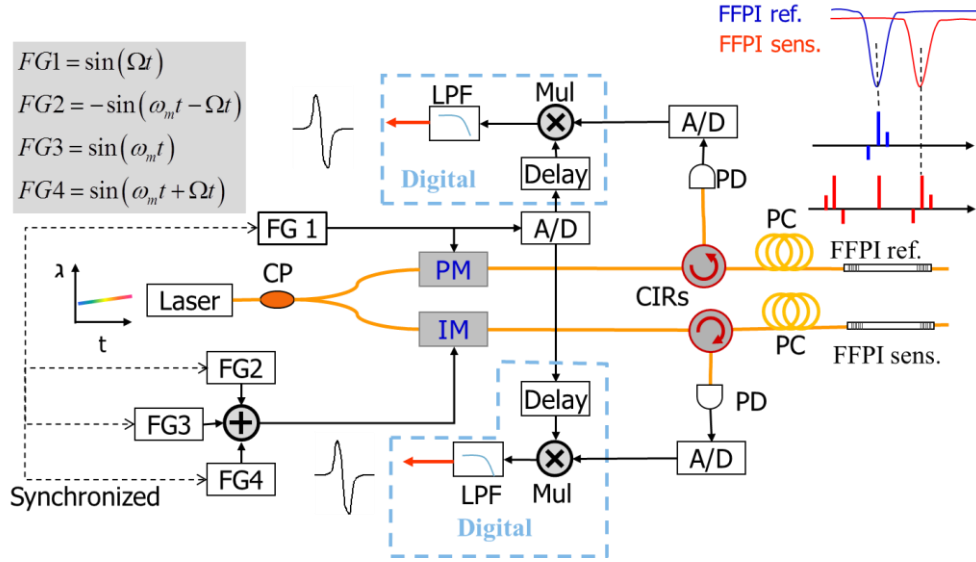 FG1 = sin(Ωt)
FG2 = −sin(ω_m t − Ωt)
FG3 = sin(ω_m t)
FG4 = sin(ω_m t + Ωt)
FFPI ref.
FFPI sens.
LPF
Mul
A/D
Digital
Delay
PD
FG 1
A/D
PC
FFPI ref.
CP
PM
CIRs
ג
Laser
t
IM
PC
FFPI sens.
FG2
Delay
PD
FG3
FG4
A/D
LPF
Mul
Synchronized
Digital